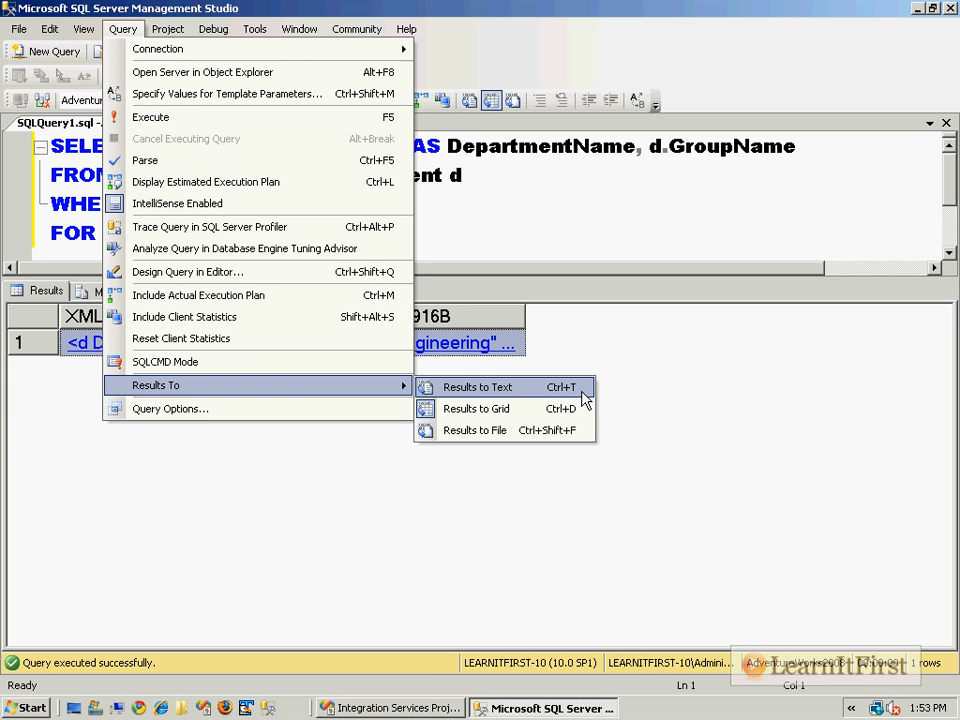 Microsoft SQL Server Management Studio
File Edit View Query Project Debug Tools Window Community Help
New Query
Connection
Open Server in Object Explorer Alt+F8
Specify Values for Template Parameters... Ctrl+Shift+M
Execute F5
Cancel Executing Query Alt+Break
Parse Ctrl+F5
Display Estimated Execution Plan Ctrl+L
IntelliSense Enabled
Trace Query in SQL Server Profiler Ctrl+Alt+P
Analyze Query in Database Engine Tuning Advisor
Design Query in Editor... Ctrl+Shift+Q
Include Actual Execution Plan Ctrl+M
Include Client Statistics Shift+Alt+S
Reset Client Statistics
SQLCMD Mode
Results To
Query Options...
Results to Text Ctrl+T
Results to Grid Ctrl+D
Results to File Ctrl+Shift+F
Adventu
SQLQuery1.sql -
SELE AS DepartmentName, d.GroupName
FROM ent d
WHE
FOR
Results M
XML 916B
1 <d D gineering" ...
Query executed successfully. LEARNITFIRST-10 (10.0 SP1) LEARNITFIRST-10\Admini... AdventureWorks2008 00:00:00 1 rows
LearnItFirst
Ready Ln 1 Col 1
Start Integration Services Proj... Microsoft SQL Server ... « 1:53 PM